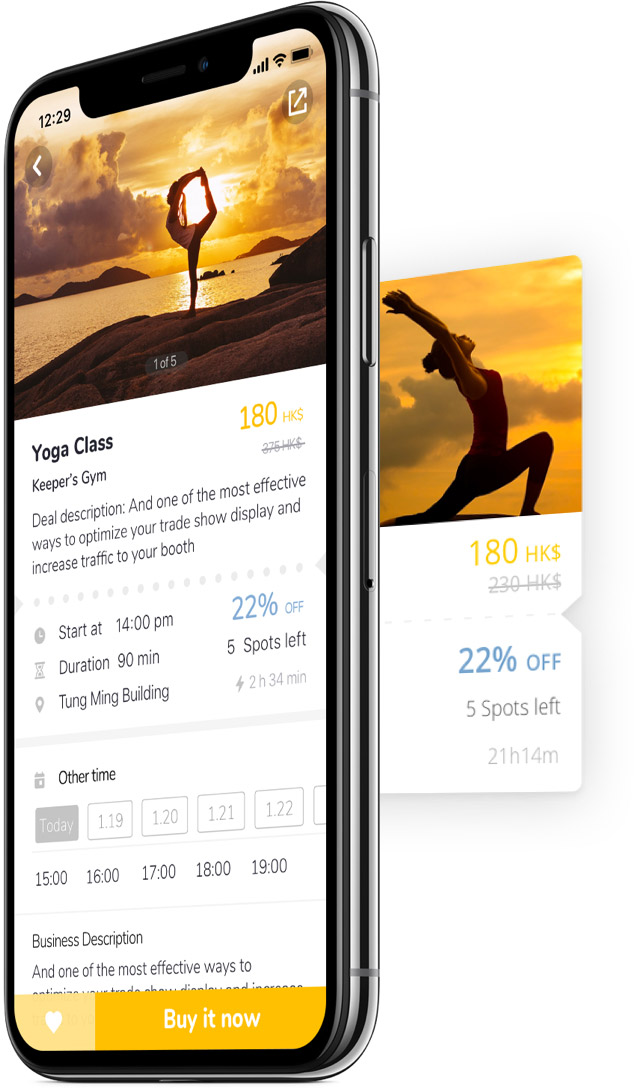 12:29
1 of 5
Yoga Class
180 HK$
375 HK$
Keeper's Gym
Deal description: And one of the most effective
ways to optimize your trade show display and
increase traffic to your booth
Start at 14:00 pm
22% OFF
Duration 90 min
5 Spots left
Tung Ming Building
2 h 34 min
Other time
Today 1.19 1.20 1.21 1.22
15:00 16:00 17:00 18:00 19:00
Business Description
And one of the most effective ways to
optimize your trade show display and increase
Buy it now
180 HK$
230 HK$
22% OFF
5 Spots left
21h14m